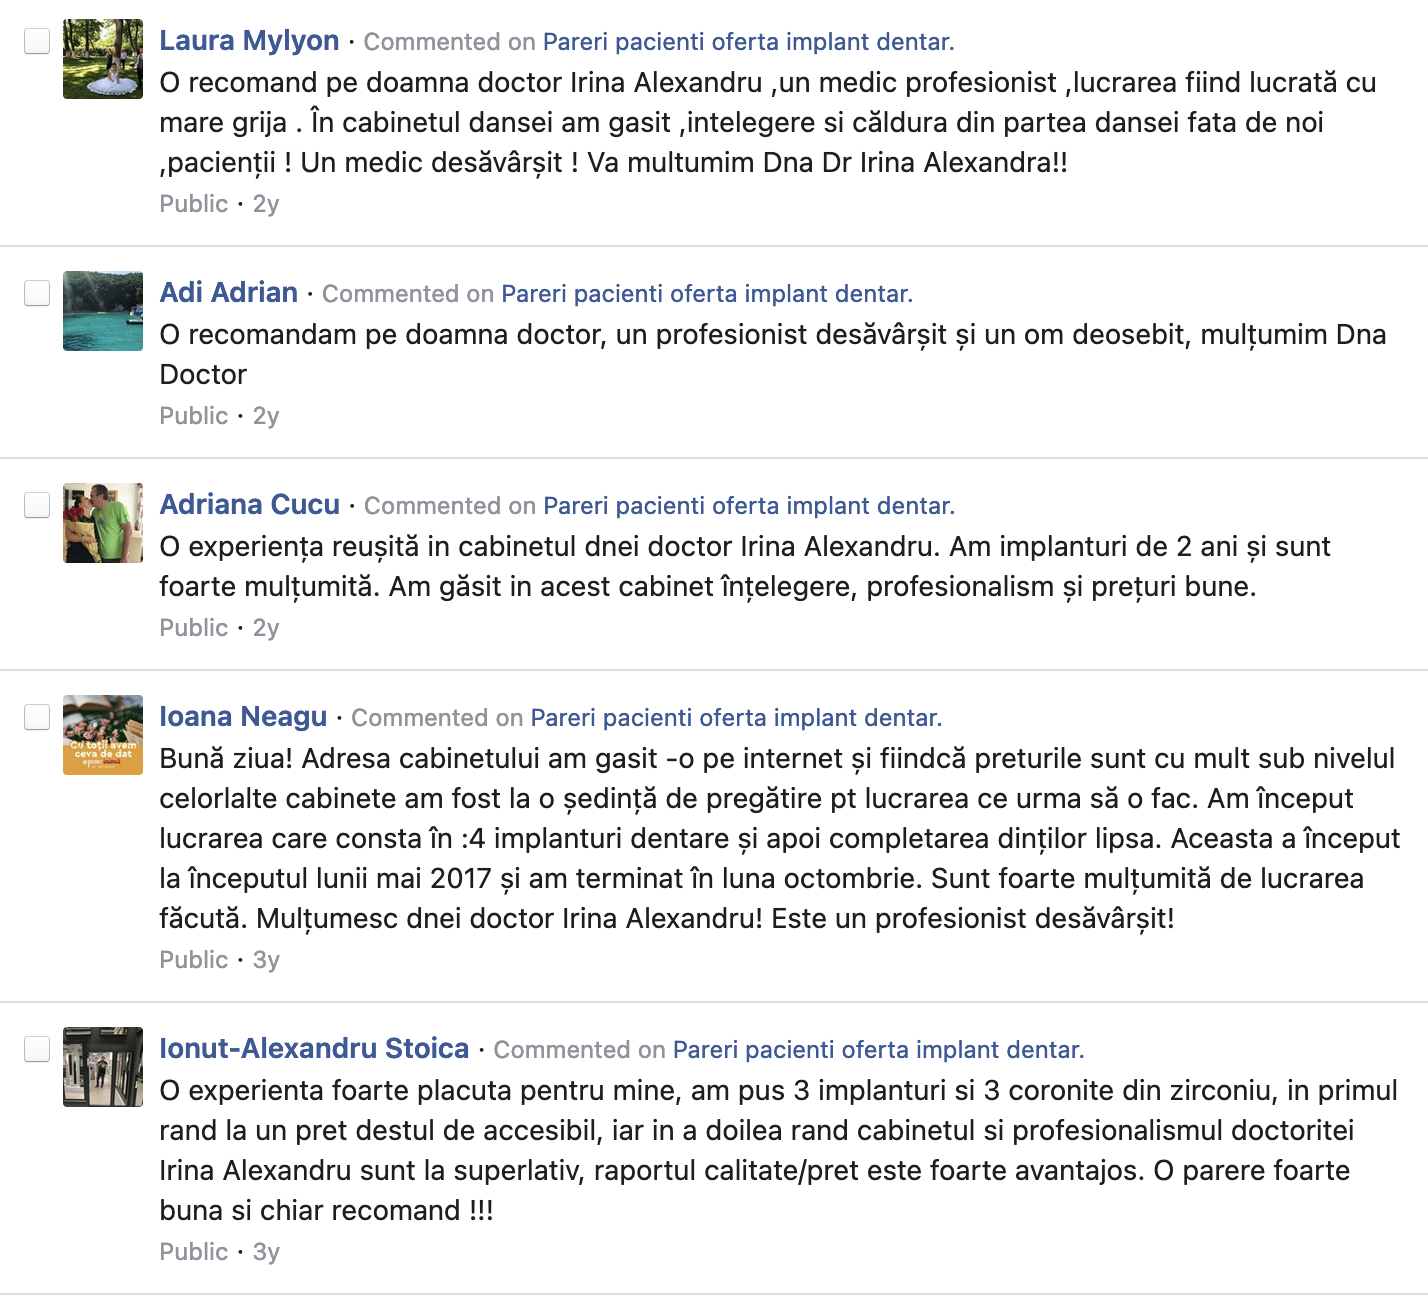 Laura Mylyon · Commented on Pareri pacienti oferta implant dentar.
O recomand pe doamna doctor Irina Alexandru ,un medic profesionist ,lucrarea fiind lucrată cu
mare grija . În cabinetul dansei am gasit ,intelegere si căldura din partea dansei fata de noi
,pacienții ! Un medic desăvârșit ! Va multumim Dna Dr Irina Alexandra!!
Public · 2y
Adi Adrian · Commented on Pareri pacienti oferta implant dentar.
O recomandam pe doamna doctor, un profesionist desăvârșit și un om deosebit, mulțumim Dna
Doctor
Public · 2y
Adriana Cucu · Commented on Pareri pacienti oferta implant dentar.
O experiența reușită in cabinetul dnei doctor Irina Alexandru. Am implanturi de 2 ani și sunt
foarte mulțumită. Am găsit in acest cabinet înțelegere, profesionalism și prețuri bune.
Public · 2y
Ioana Neagu · Commented on Pareri pacienti oferta implant dentar.
Cu toții avem
ceva de dat
Bună ziua! Adresa cabinetului am gasit -o pe internet și fiindcă preturile sunt cu mult sub nivelul
celorlalte cabinete am fost la o ședință de pregătire pt lucrarea ce urma să o fac. Am început
lucrarea care consta în :4 implanturi dentare și apoi completarea dinților lipsa. Aceasta a început
la începutul lunii mai 2017 și am terminat în luna octombrie. Sunt foarte mulțumită de lucrarea
făcută. Mulțumesc dnei doctor Irina Alexandru! Este un profesionist desăvârșit!
Public · 3y
Ionut-Alexandru Stoica · Commented on Pareri pacienti oferta implant dentar.
O experienta foarte placuta pentru mine, am pus 3 implanturi si 3 coronite din zirconiu, in primul
rand la un pret destul de accesibil, iar in a doilea rand cabinetul si profesionalismul doctoritei
Irina Alexandru sunt la superlativ, raportul calitate/pret este foarte avantajos. O parere foarte
buna si chiar recomand !!!
Public · 3y